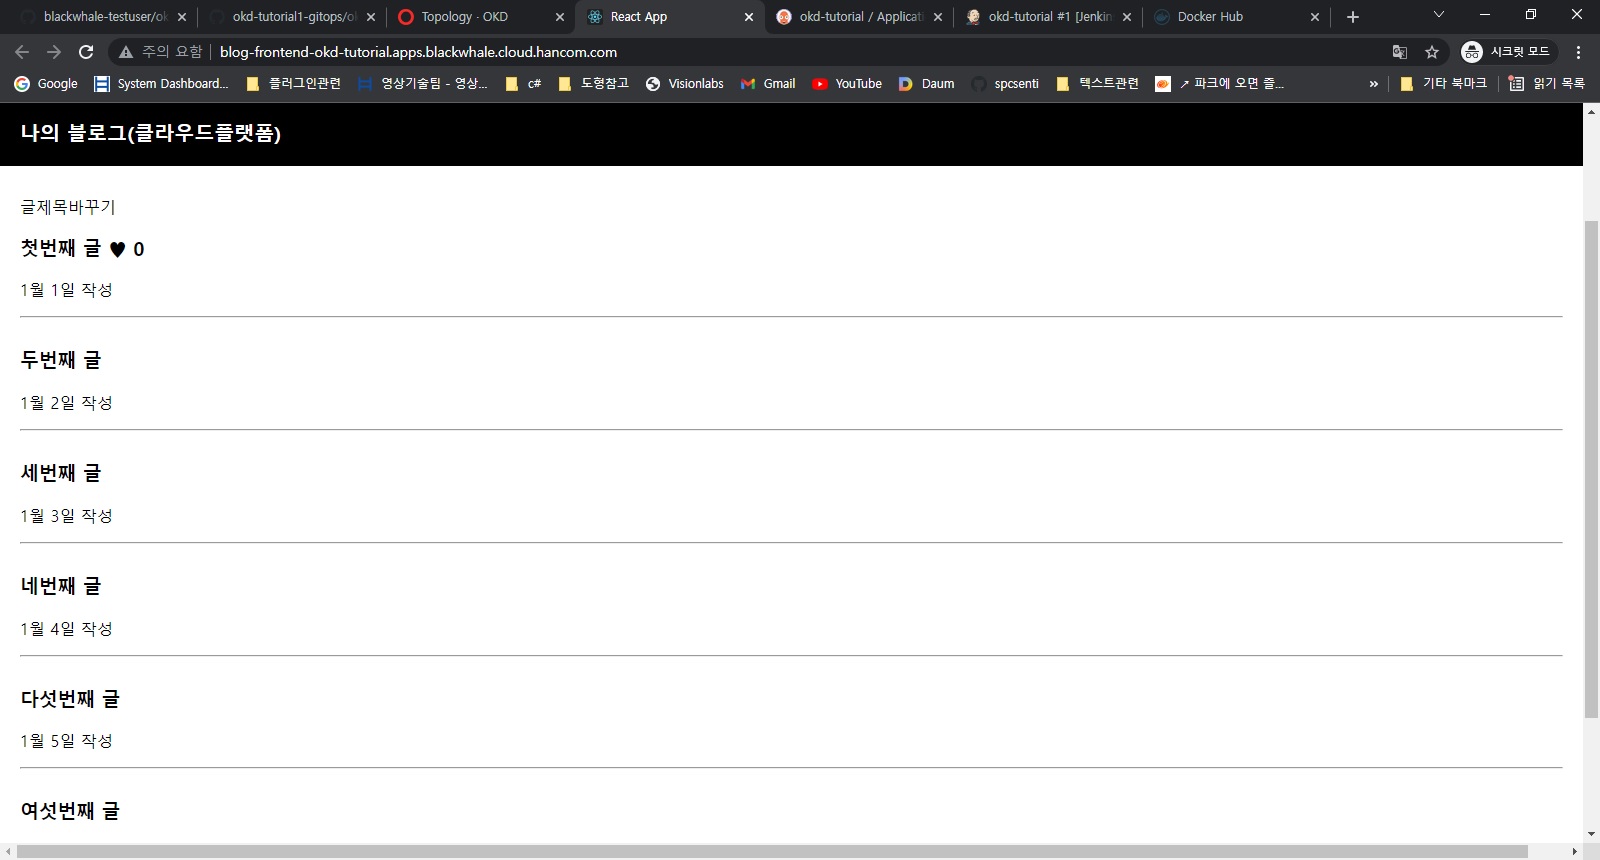 blackwhale-testuser/ok
okd-tutorial1-gitops/ok
Topology · OKD
React App
okd-tutorial / Applicati
okd-tutorial #1 [Jenkin
Docker Hub
주의 요함
blog-frontend-okd-tutorial.apps.blackwhale.cloud.hancom.com
시크릿 모드
Google
System Dashboard...
플러그인관련
영상기술팀 - 영상...
c#
도형참고
Visionlabs
Gmail
YouTube
Daum
spcsenti
텍스트관련
↗ 파크에 오면 즐...
»
기타 북마크
읽기 목록
나의 블로그(클라우드플랫폼)
글제목바꾸기
첫번째 글 ♥ 0
1월 1일 작성
두번째 글
1월 2일 작성
세번째 글
1월 3일 작성
네번째 글
1월 4일 작성
다섯번째 글
1월 5일 작성
여섯번째 글